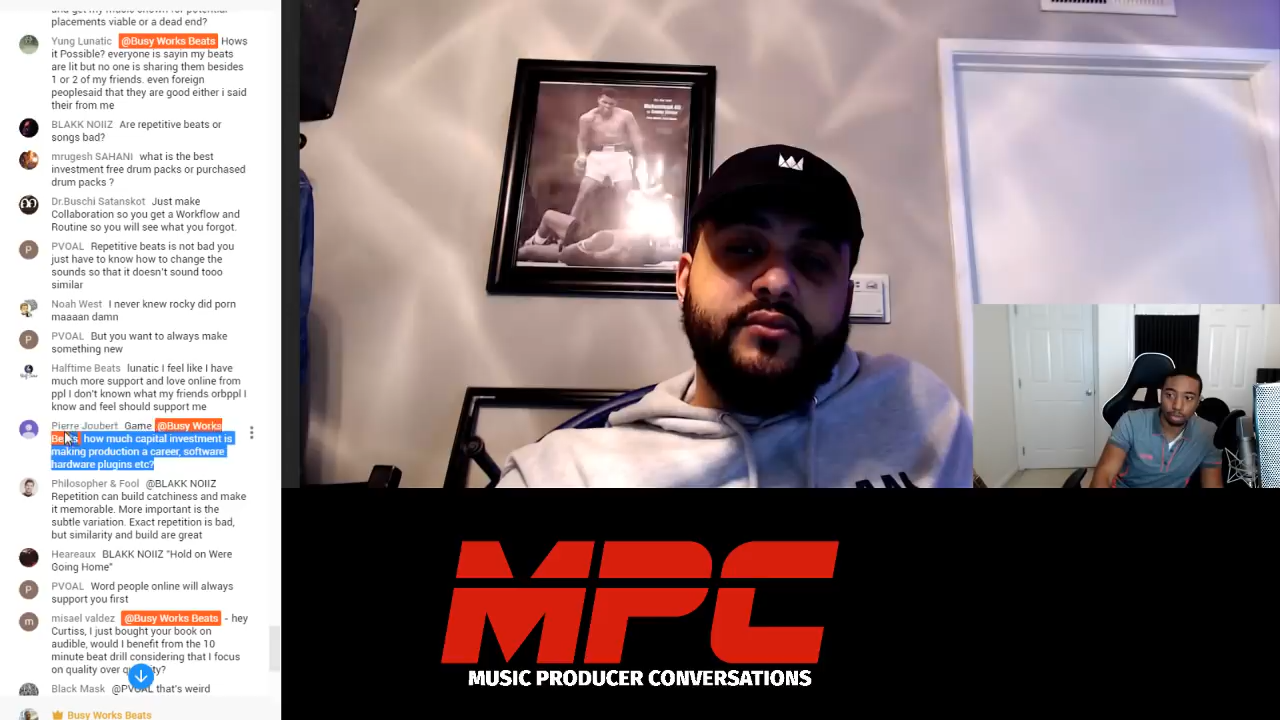 and get my music shown for potential
placements viable or a dead end?
Yung Lunatic @Busy Works Beats Hows
it Possible? everyone is sayin my beats
are lit but no one is sharing them besides
1 or 2 of my friends. even foreign
peoplesaid that they are good either i said
their from me
BLAKK NOIIZ Are repetitive beats or
songs bad?
mrugesh SAHANI what is the best
investment free drum packs or purchased
drum packs ?
Dr.Buschi Satanskot Just make
Collaboration so you get a Workflow and
Routine so you will see what you forgot.
P
PVOAL Repetitive beats is not bad you
just have to know how to change the
sounds so that it doesn't sound tooo
similar
Noah West I never knew rocky did porn
maaaan damn
P
PVOAL But you want to always make
something new
Halftime Beats lunatic I feel like I have
much more support and love online from
ppl I don't known what my friends orbppl I
know and feel should support me
Pierre Joubert Game @Busy Works
Beats how much capital investment is
making production a career, software
hardware plugins etc?
Philosopher & Fool @BLAKK NOIIZ
Repetition can build catchiness and make
it memorable. More important is the
subtle variation. Exact repetition is bad,
but similarity and build are great
Heareaux BLAKK NOIIZ "Hold on Were
Going Home"
P
PVOAL Word people online will always
support you first
m
misael valdez @Busy Works Beats - hey
Curtiss, I just bought your book on
audible, would I benefit from the 10
minute beat drill considering that I focus
on quality over quantity?
Black Mask @PVOAL that's weird
Busy Works Beats
MPC
MUSIC PRODUCER CONVERSATIONS